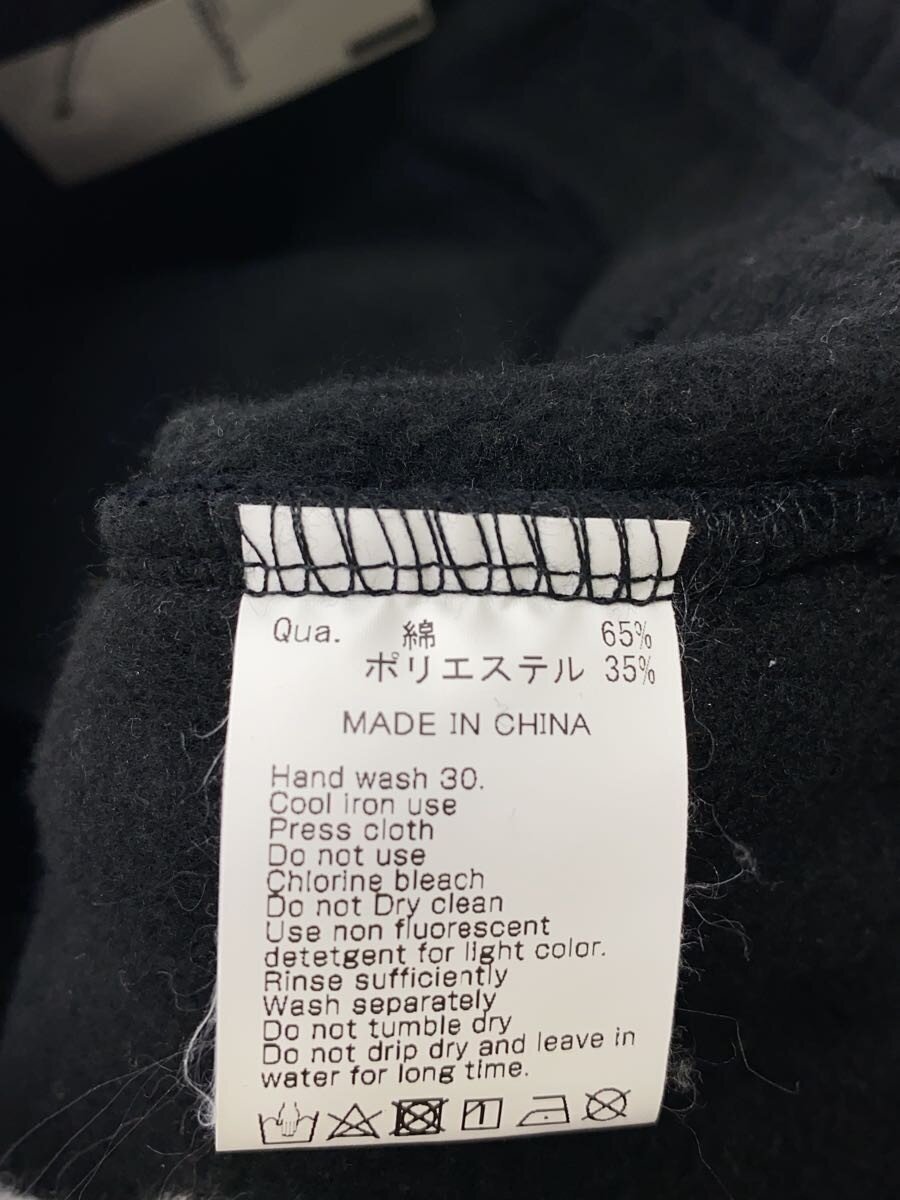 Qua. 綿 65%
ポリエステル 35%
MADE IN CHINA
Hand wash 30.
Cool iron use
Press cloth
Do not use
Chlorine bleach
Do not Dry clean
Use non fluorescent
detetgent for light color.
Rinse sufficiently
Wash separately
Do not tumble dry
Do not drip dry and leave in
water for long time.
1